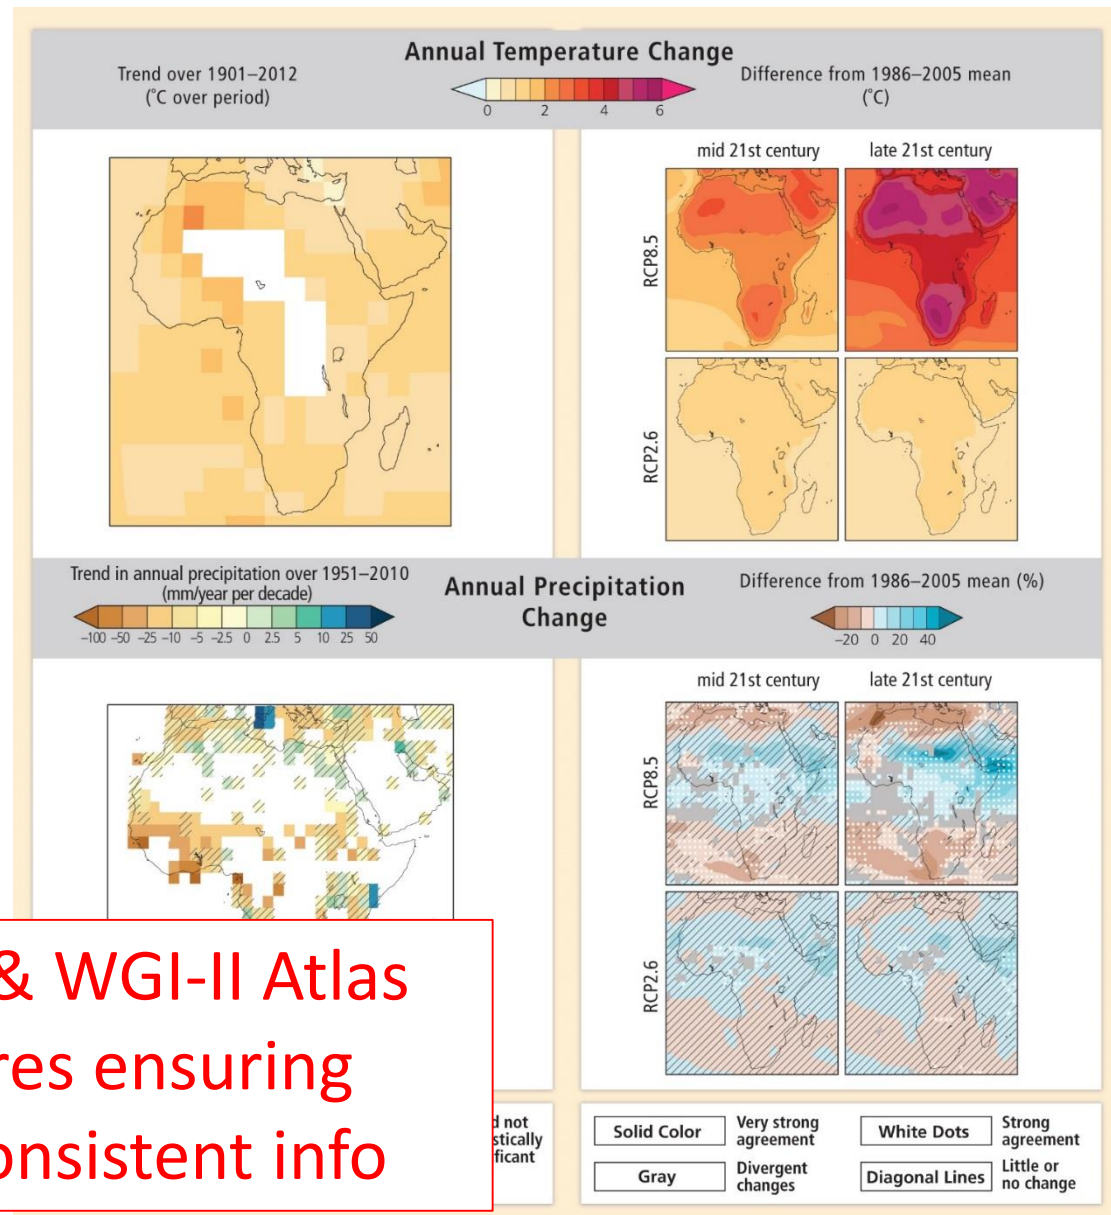 Annual Temperature Change
Trend over 1901–2012
(˚C over period)
0 2 4 6
Difference from 1986–2005 mean
(˚C)
mid 21st century late 21st century
RCP8.5
RCP2.6
Trend in annual precipitation over 1951–2010
(mm/year per decade)
–100 –50 –25 –10 –5 –2.5 0 2.5 5 10 25 50
Annual Precipitation
Change
Difference from 1986–2005 mean (%)
–20 0 20 40
mid 21st century late 21st century
RCP8.5
RCP2.6
& WGI-II Atlas
res ensuring
onsistent info
d not
stically
ficant
Solid Color
Very strong
agreement
White Dots
Strong
agreement
Gray
Divergent
changes
Diagonal Lines
Little or
no change